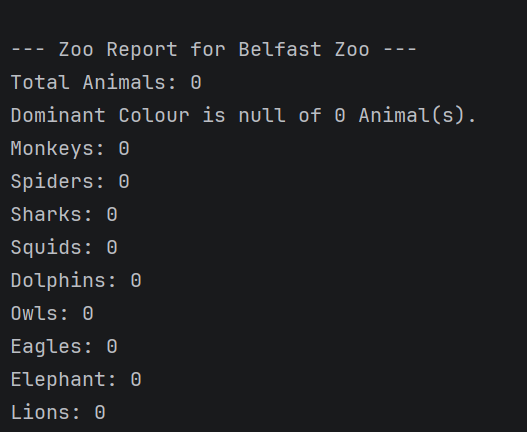 --- Zoo Report for Belfast Zoo ---
Total Animals: 0
Dominant Colour is null of 0 Animal(s).
Monkeys: 0
Spiders: 0
Sharks: 0
Squids: 0
Dolphins: 0
Owls: 0
Eagles: 0
Elephant: 0
Lions: 0